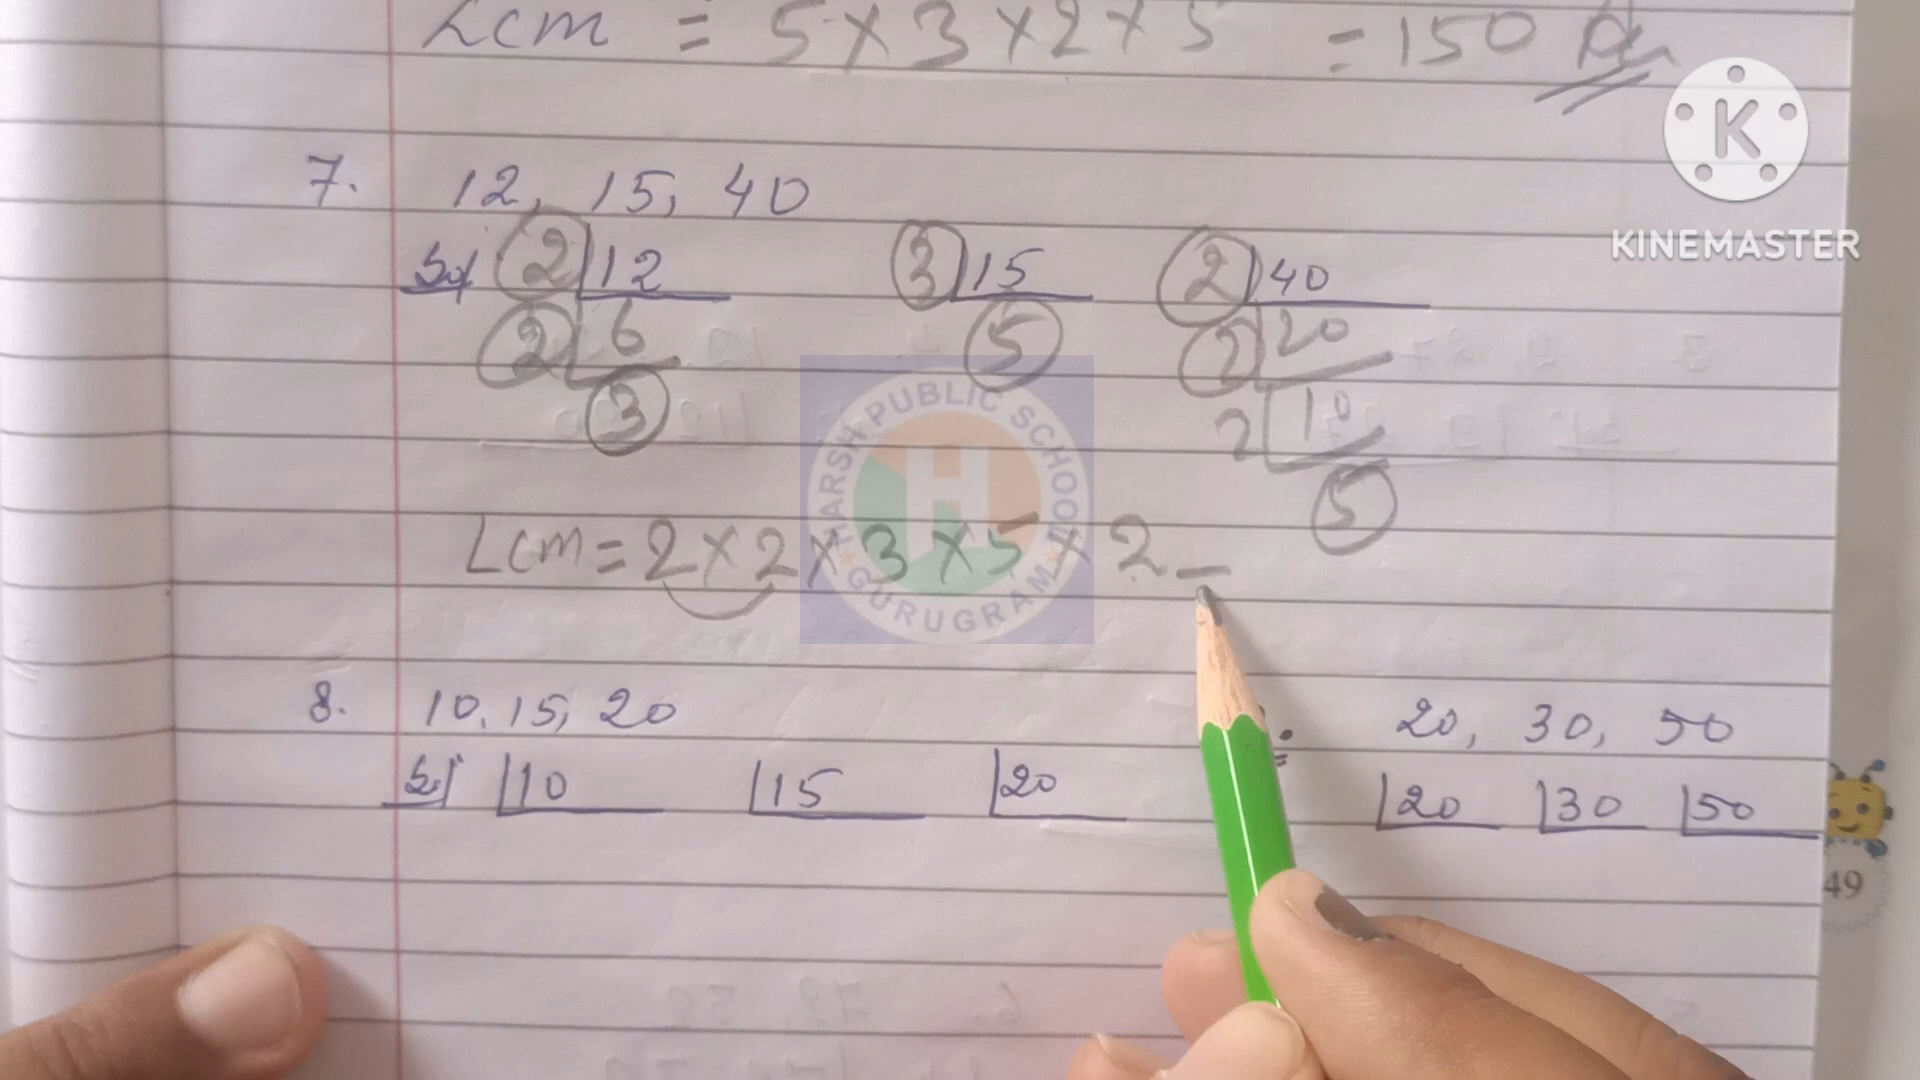 Lcm = 5 × 3 × 2 × 5 = 150
KINEMASTER
7. 12, 15, 40
Sol 2 12 3 15 2 40
2 6 5 2 20
3 2 10
5
HARSH PUBLIC SCHOOL
H
GURUGRAM
Lcm = 2 × 2 × 3 × 5 × 2
8. 10, 15, 20 20, 30, 50
Sol 10 15 20 20 30 50
49